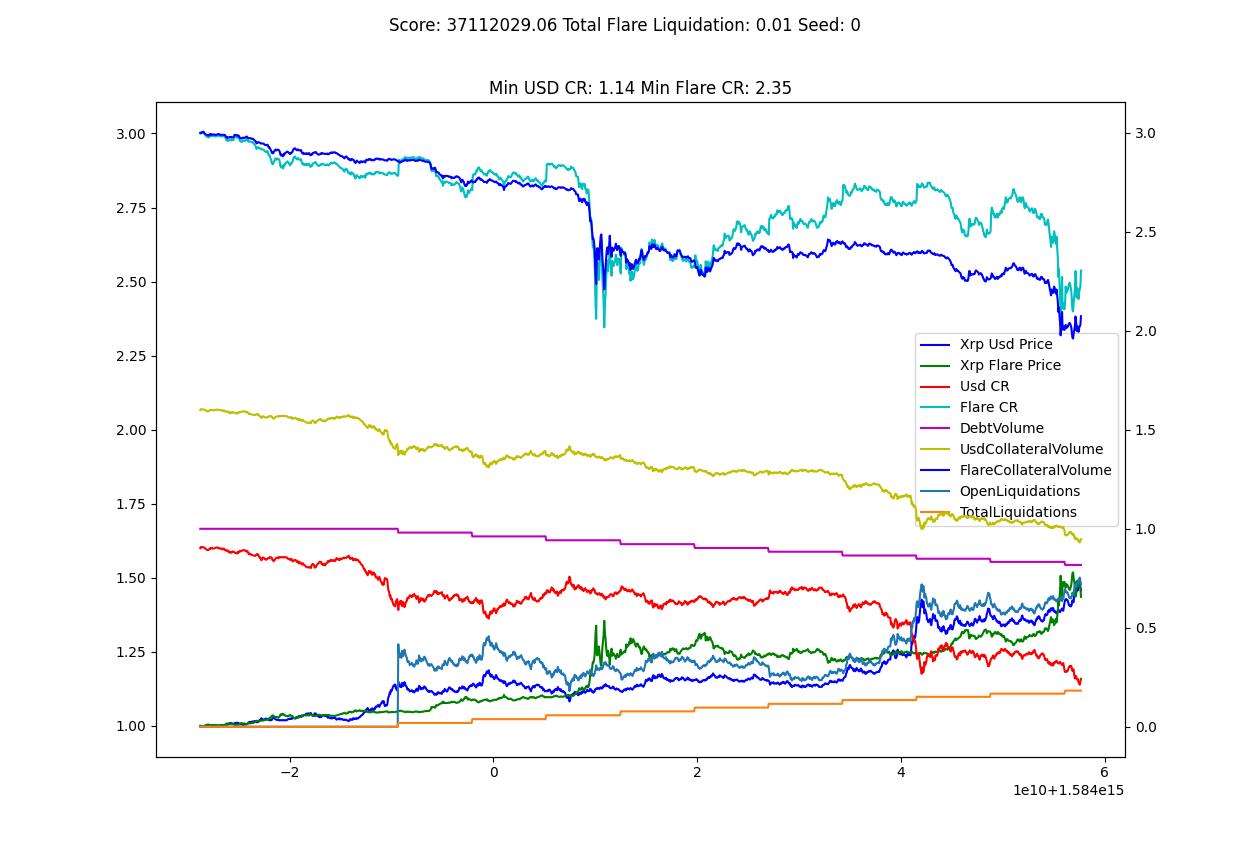 Score: 37112029.06 Total Flare Liquidation: 0.01 Seed: 0
Min USD CR: 1.14 Min Flare CR: 2.35
3.00
2.75
2.50
2.25
2.00
1.75
1.50
1.25
1.00
3.0
2.5
2.0
1.5
1.0
0.5
0.0
Xrp Usd Price
Xrp Flare Price
Usd CR
Flare CR
DebtVolume
UsdCollateralVolume
FlareCollateralVolume
OpenLiquidations
TotalLiquidations
−2 0 2 4 6
1e10+1.584e15